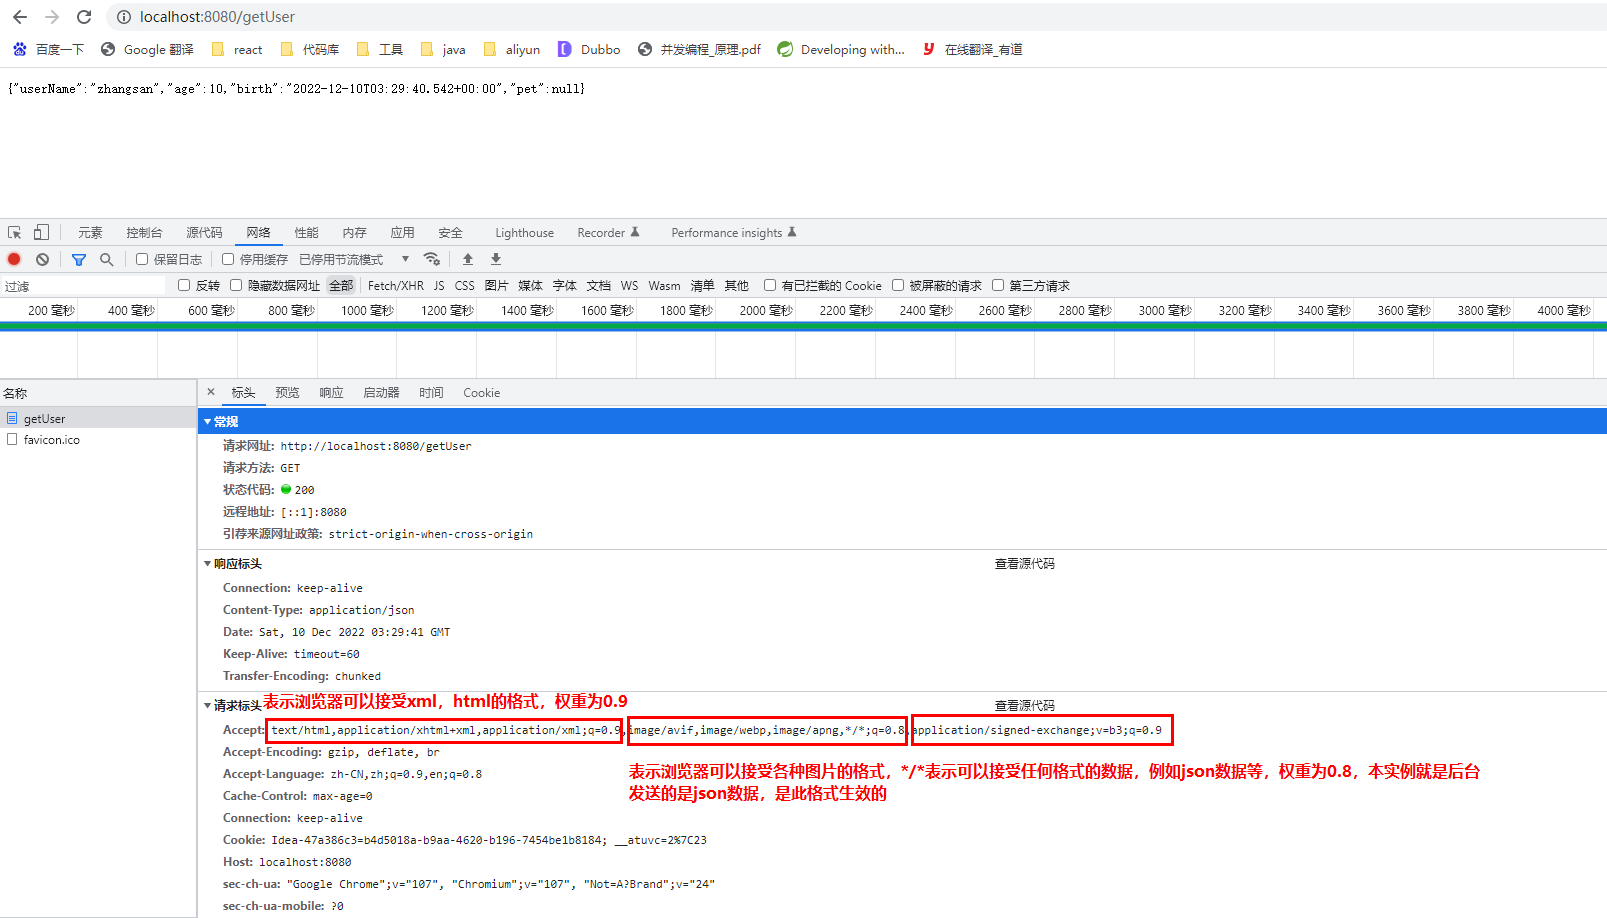 localhost:8080/getUser
百度一下 Google 翻译 react 代码库 工具 java aliyun Dubbo 并发编程_原理.pdf Developing with... 在线翻译_有道
{"userName":"zhangsan","age":10,"birth":"2022-12-10T03:29:40.542+00:00","pet":null}
元素 控制台 源代码 网络 性能 内存 应用 安全 Lighthouse Recorder Performance insights
保留日志 停用缓存 已停用节流模式
过滤 反转 隐藏数据网址 全部 Fetch/XHR JS CSS 图片 媒体 字体 文档 WS Wasm 清单 其他 有已拦截的 Cookie 被屏蔽的请求 第三方请求
200 毫秒 400 毫秒 600 毫秒 800 毫秒 1000 毫秒 1200 毫秒 1400 毫秒 1600 毫秒 1800 毫秒 2000 毫秒 2200 毫秒 2400 毫秒 2600 毫秒 2800 毫秒 3000 毫秒 3200 毫秒 3400 毫秒 3600 毫秒 3800 毫秒 4000 毫秒
名称 × 标头 预览 响应 启动器 时间 Cookie
getUser
favicon.ico
常规
请求网址: http://localhost:8080/getUser
请求方法: GET
状态代码: 200
远程地址: [::1]:8080
引荐来源网址政策: strict-origin-when-cross-origin
响应标头 查看源代码
Connection: keep-alive
Content-Type: application/json
Date: Sat, 10 Dec 2022 03:29:41 GMT
Keep-Alive: timeout=60
Transfer-Encoding: chunked
表示浏览器可以接受xml，html的格式，权重为0.9
请求标头 查看源代码
Accept: text/html,application/xhtml+xml,application/xml;q=0.9,image/avif,image/webp,image/apng,*/*;q=0.8,application/signed-exchange;v=b3;q=0.9
Accept-Encoding: gzip, deflate, br
Accept-Language: zh-CN,zh;q=0.9,en;q=0.8
表示浏览器可以接受各种图片的格式，*/*表示可以接受任何格式的数据，例如json数据等，权重为0.8，本实例就是后台
发送的是json数据，是此格式生效的
Cache-Control: max-age=0
Connection: keep-alive
Cookie: Idea-47a386c3=b4d5018a-b9aa-4620-b196-7454be1b8184; __atuvc=2%7C23
Host: localhost:8080
sec-ch-ua: "Google Chrome";v="107", "Chromium";v="107", "Not=A?Brand";v="24"
sec-ch-ua-mobile: ?0